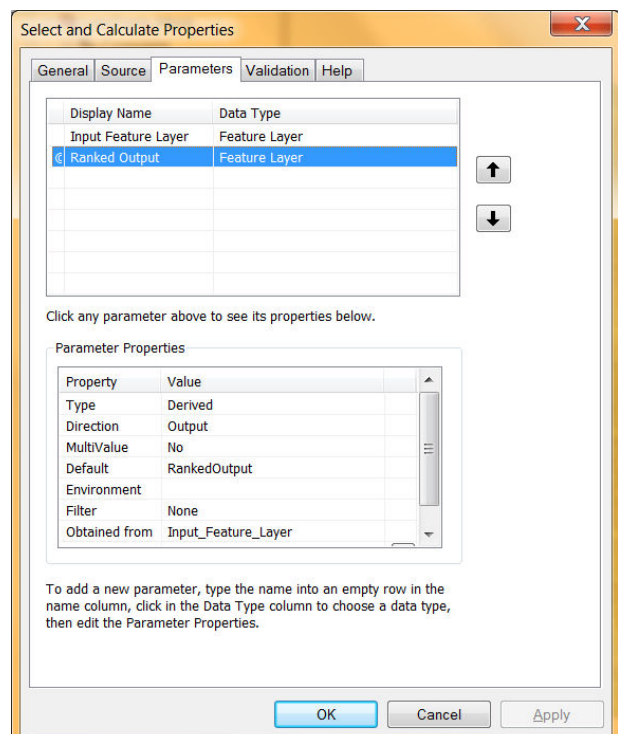 Select and Calculate Properties
General Source Parameters Validation Help
Display Name Data Type
Input Feature Layer Feature Layer
Ranked Output Feature Layer
Click any parameter above to see its properties below.
Parameter Properties
Property Value
Type Derived
Direction Output
MultiValue No
Default RankedOutput
Environment
Filter None
Obtained from Input_Feature_Layer
To add a new parameter, type the name into an empty row in the
name column, click in the Data Type column to choose a data type,
then edit the Parameter Properties.
OK Cancel Apply